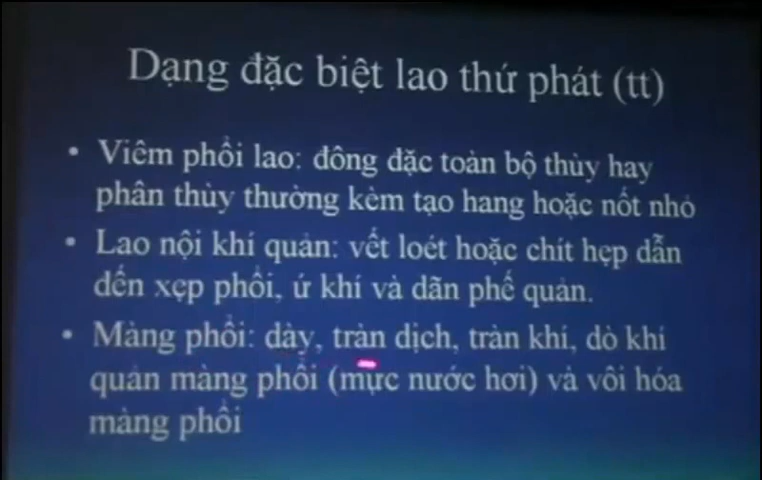 Dạng đặc biệt lao thứ phát (tt)
• Viêm phổi lao: đông đặc toàn bộ thùy hay
phân thùy thường kèm tạo hang hoặc nốt nhỏ
• Lao nội khí quản: vết loét hoặc chít hẹp dẫn
đến xẹp phổi, ứ khí và dãn phế quản.
• Màng phổi: dày, tràn dịch, tràn khí, dò khí
quản màng phổi (mực nước hơi) và vôi hóa
màng phổi